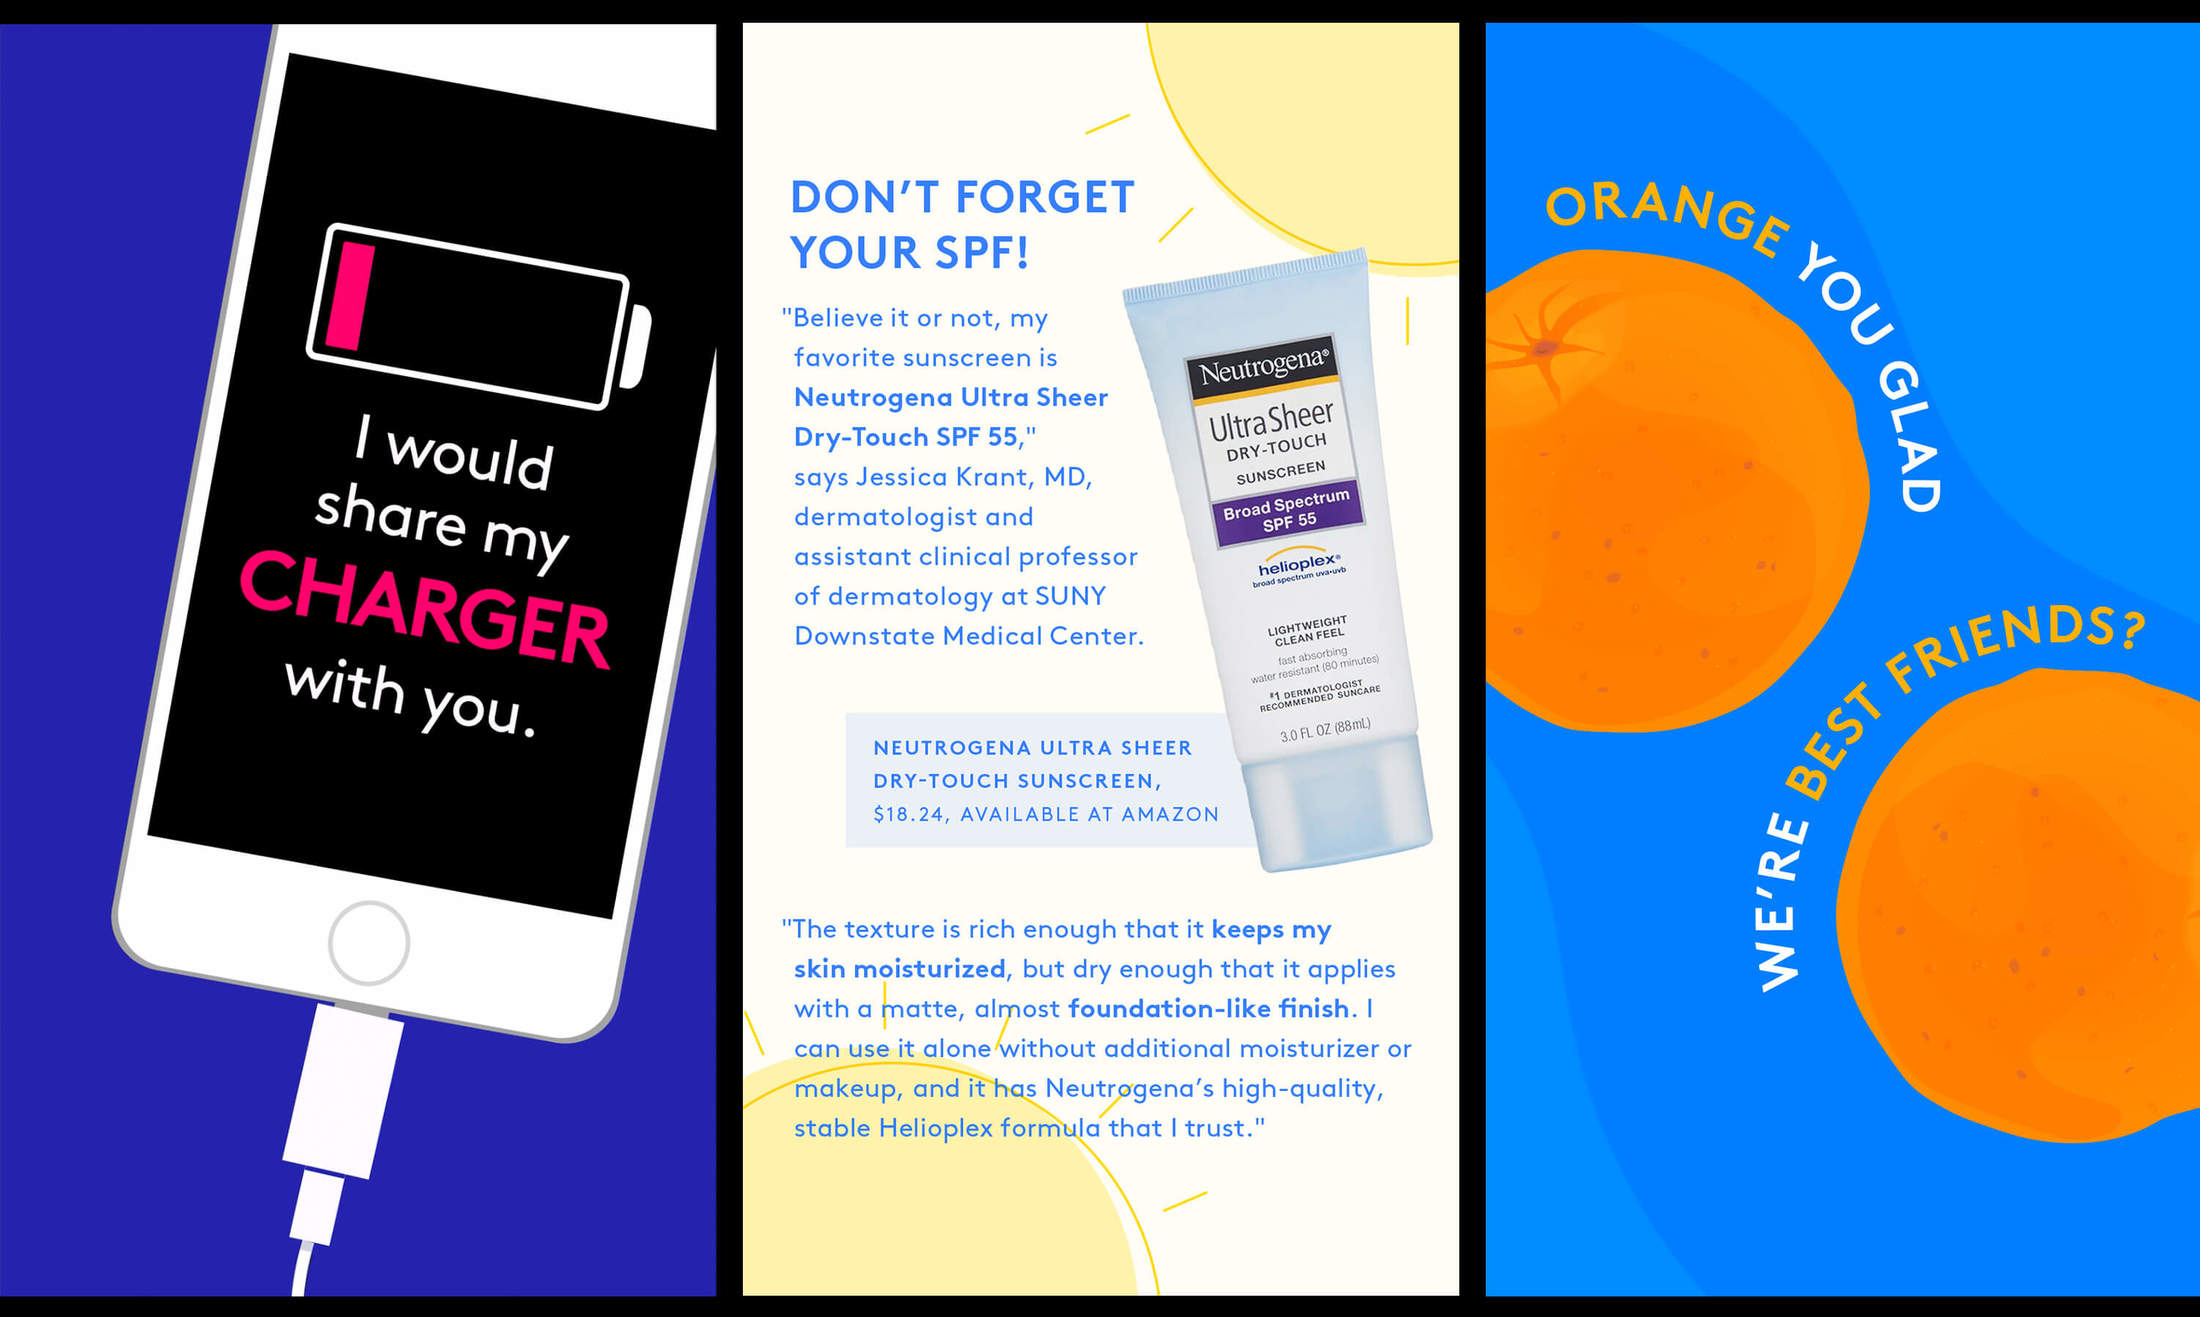 I would
share my
CHARGER
with you.
DON'T FORGET
YOUR SPF!
"Believe it or not, my
favorite sunscreen is
Neutrogena Ultra Sheer
Dry-Touch SPF 55,"
says Jessica Krant, MD,
dermatologist and
assistant clinical professor
of dermatology at SUNY
Downstate Medical Center.
Neutrogena®
Ultra Sheer
DRY-TOUCH
SUNSCREEN
Broad Spectrum
SPF 55
helioplex®
broad spectrum uva•uvb
LIGHTWEIGHT
CLEAN FEEL
fast absorbing
water resistant (80 minutes)
#1 DERMATOLOGIST
RECOMMENDED SUNCARE
3.0 FL. OZ (88mL)
NEUTROGENA ULTRA SHEER
DRY-TOUCH SUNSCREEN,
$18.24, AVAILABLE AT AMAZON
"The texture is rich enough that it keeps my
skin moisturized, but dry enough that it applies
with a matte, almost foundation-like finish. I
can use it alone without additional moisturizer or
makeup, and it has Neutrogena's high-quality,
stable Helioplex formula that I trust."
ORANGE YOU GLAD
WE'RE BEST FRIENDS?